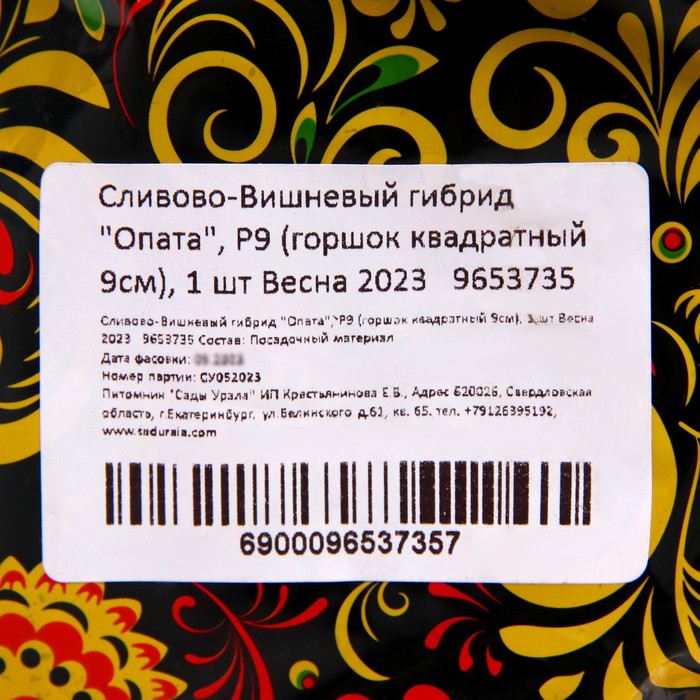 Сливово-Вишневый гибрид
"Опата", Р9 (горшок квадратный
9см), 1 шт Весна 2023 9653735
Сливово-Вишневый гибрид "Опата", Р9 (горшок квадратный 9см), 1 шт Весна
2023 9653735 Состав: Посадочный материал
Дата фасовки:
Номер партии: СУ052023
Питомник "Сады Урала" ИП Крестьянинова Е.В., Адрес 620026, Свердловская
область, г.Екатеринбург, ул.Белинского д.61, кв. 65. тел. +79126395192,
www.sadurala.com
6900096537357